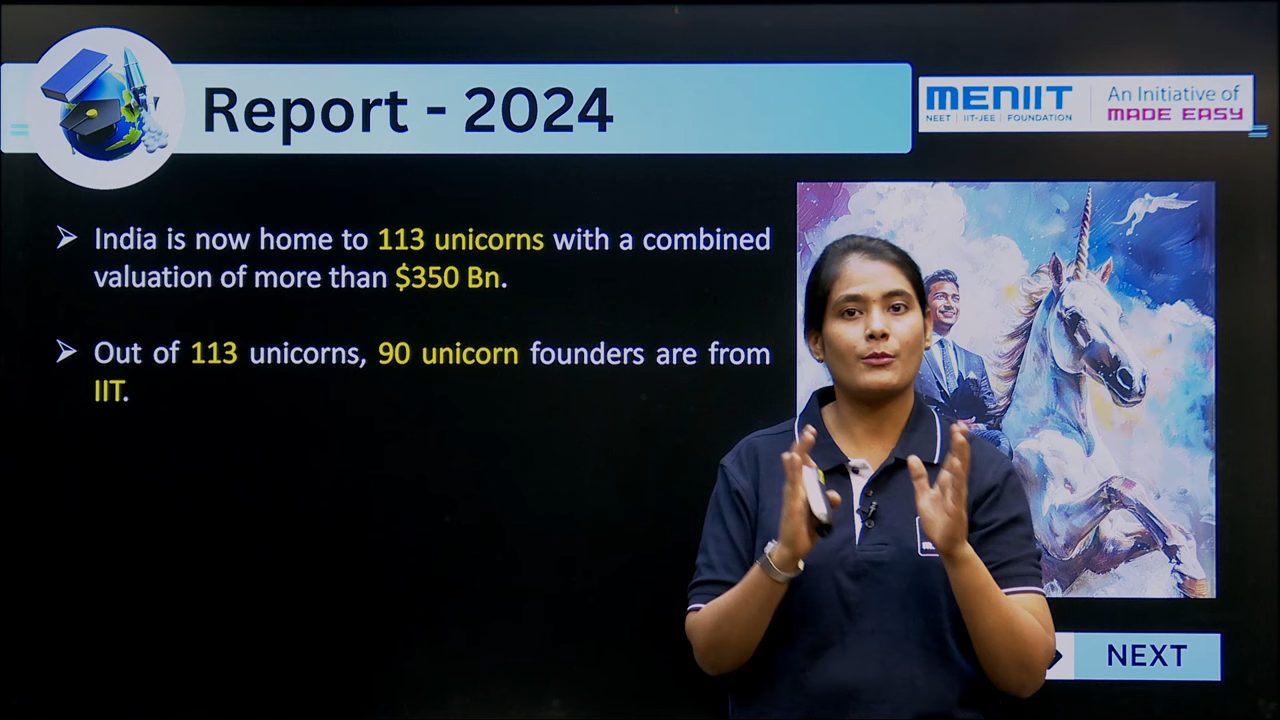 Report - 2024
MENIIT
NEET | IIT-JEE | FOUNDATION
An Initiative of
MADE EASY
India is now home to 113 unicorns with a combined
valuation of more than $350 Bn.
Out of 113 unicorns, 90 unicorn founders are from
IIT.
NEXT